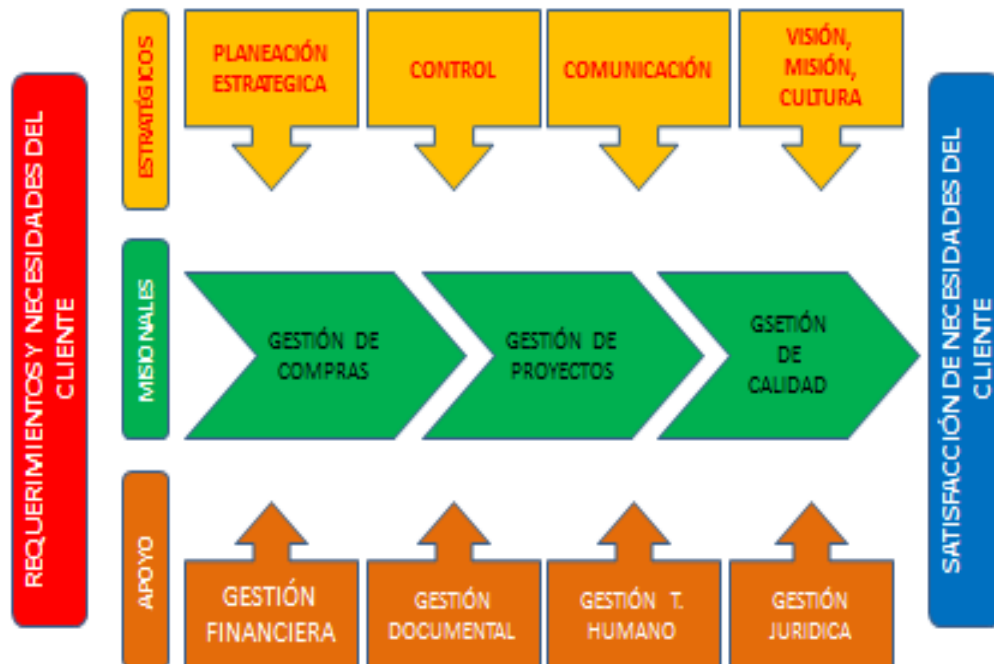 REQUERIMIENTOS Y NECESIDADES DEL
CLIENTE
ESTRATÉGICOS
PLANEACIÓN
ESTRATEGICA
CONTROL
COMUNICACIÓN
VISIÓN,
MISIÓN,
CULTURA
MISIONALES
GESTIÓN DE
COMPRAS
GESTIÓN DE
PROYECTOS
GSETIÓN
DE
CALIDAD
APOYO
GESTIÓN
FINANCIERA
GESTIÓN
DOCUMENTAL
GESTIÓN T.
HUMANO
GESTIÓN
JURIDICA
SATISFACCIÓN DE NECESIDADES DEL
CLIENTE